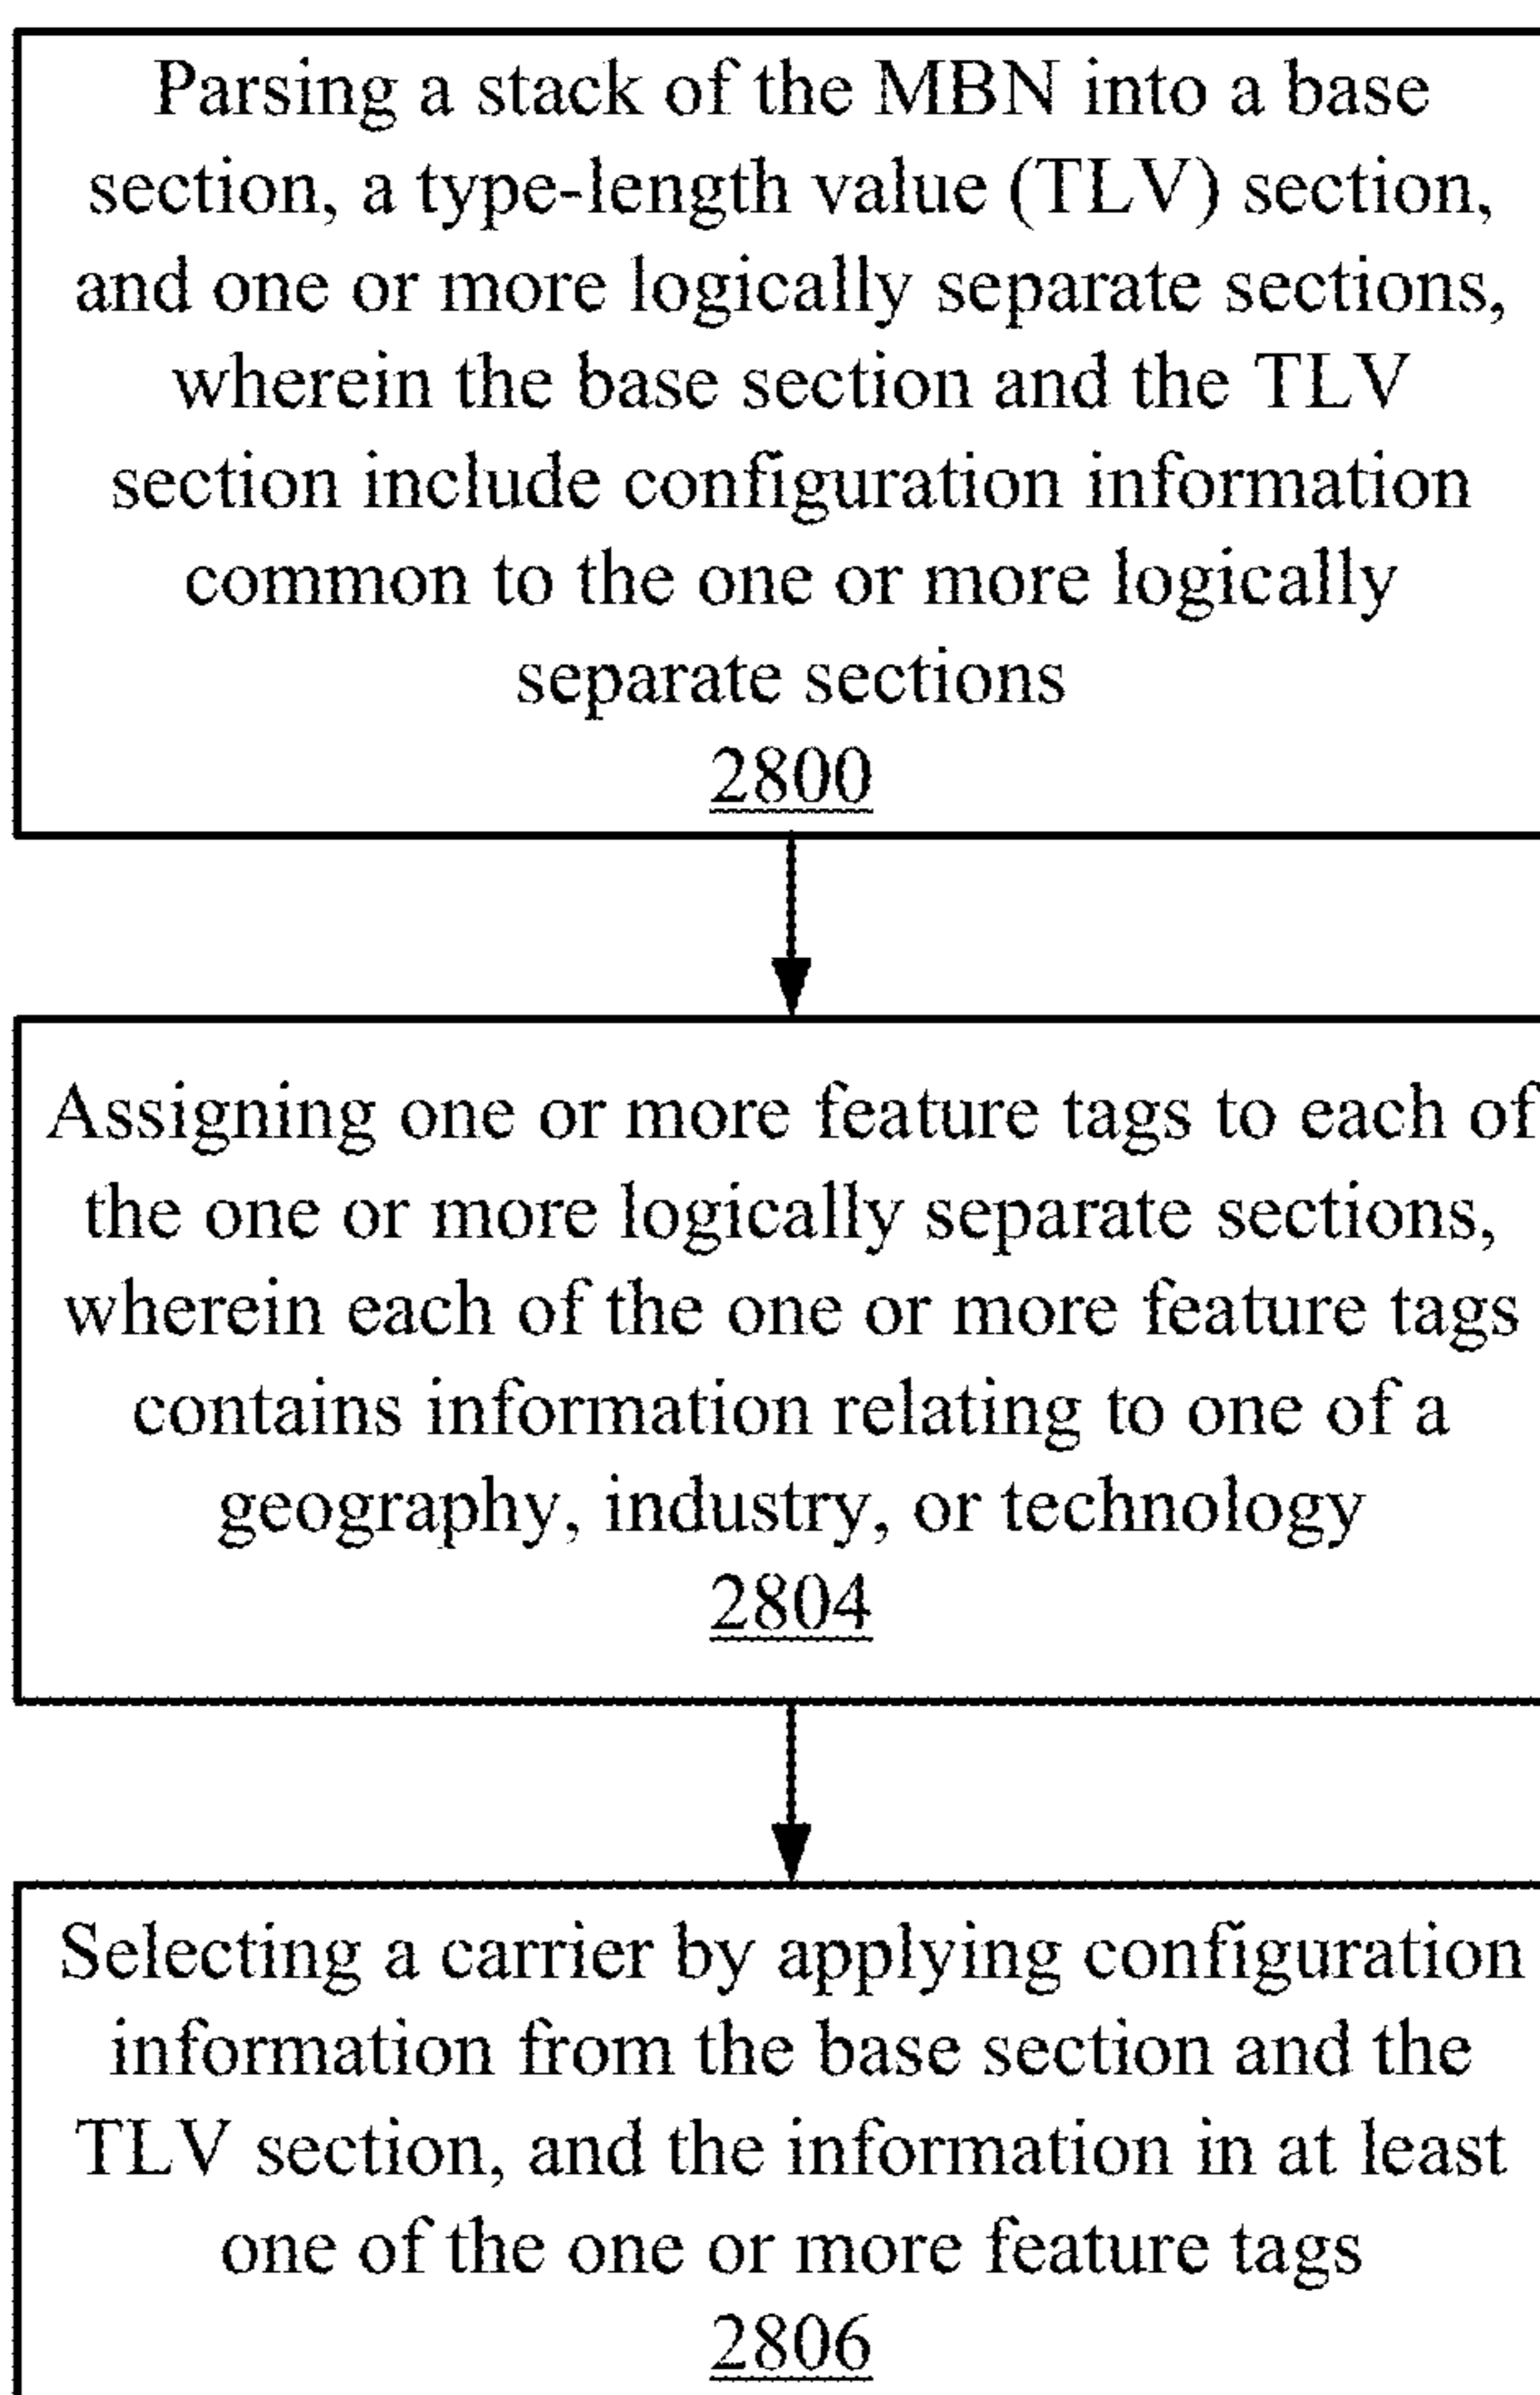 Parsing a stack of the MBN into a base
section, a type-length value (TLV) section,
and one or more logically separate sections,
wherein the base section and the TLV
section include configuration information
common to the one or more logically
separate sections
2800
Assigning one or more feature tags to each of
the one or more logically separate sections,
wherein each of the one or more feature tags
contains information relating to one of a
geography, industry, or technology
2804
Selecting a carrier by applying configuration
information from the base section and the
TLV section, and the information in at least
one of the one or more feature tags
2806